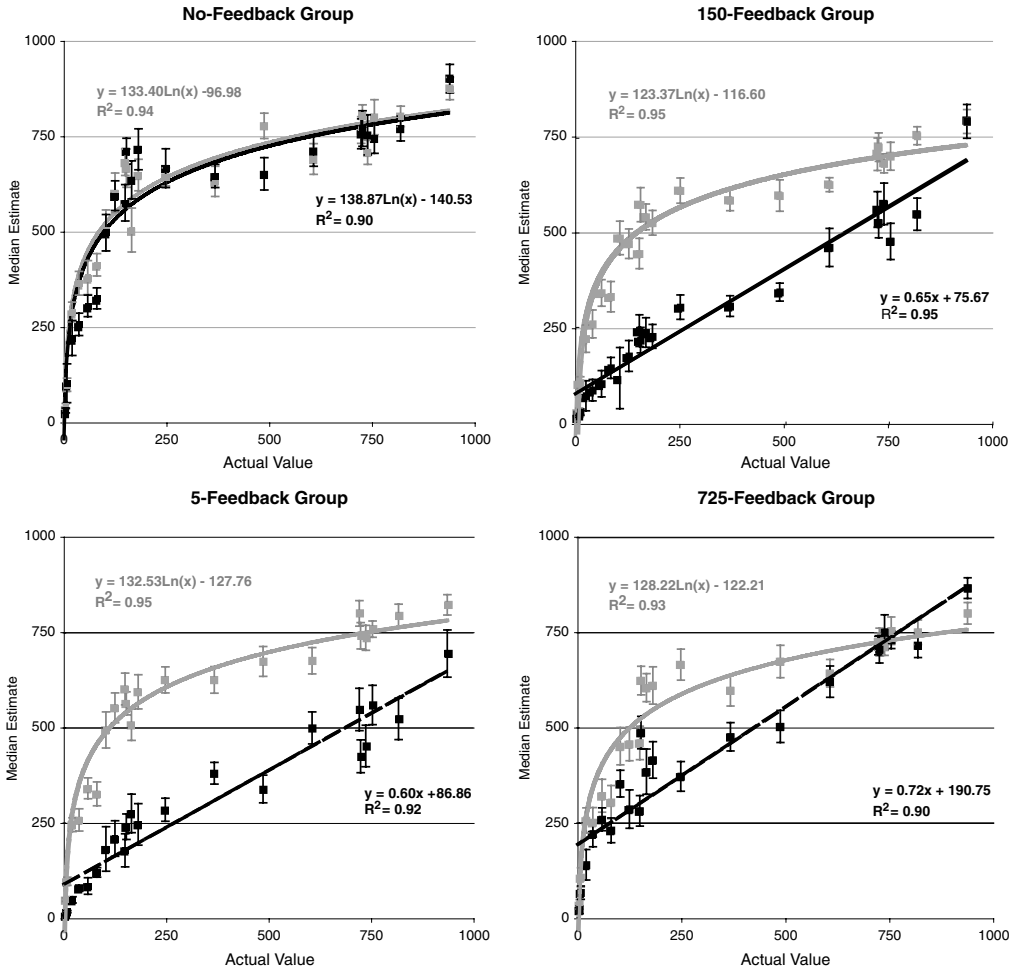 No-Feedback Group
1000
750
500
250
0
Median Estimate
y = 133.40Ln(x) -96.98
R2 = 0.94
y = 138.87Ln(x) - 140.53
R2 = 0.90
0 250 500 750 1000
Actual Value
150-Feedback Group
1000
750
500
250
0
Median Estimate
y = 123.37Ln(x) - 116.60
R2 = 0.95
y = 0.65x + 75.67
R2 = 0.95
0 250 500 750 1000
Actual Value
5-Feedback Group
1000
750
500
250
0
Median Estimate
y = 132.53Ln(x) - 127.76
R2 = 0.95
y = 0.60x +86.86
R2 = 0.92
0 250 500 750 1000
Actual Value
725-Feedback Group
1000
750
500
250
0
Median Estimate
y = 128.22Ln(x) - 122.21
R2 = 0.93
y = 0.72x + 190.75
R2 = 0.90
0 250 500 750 1000
Actual Value